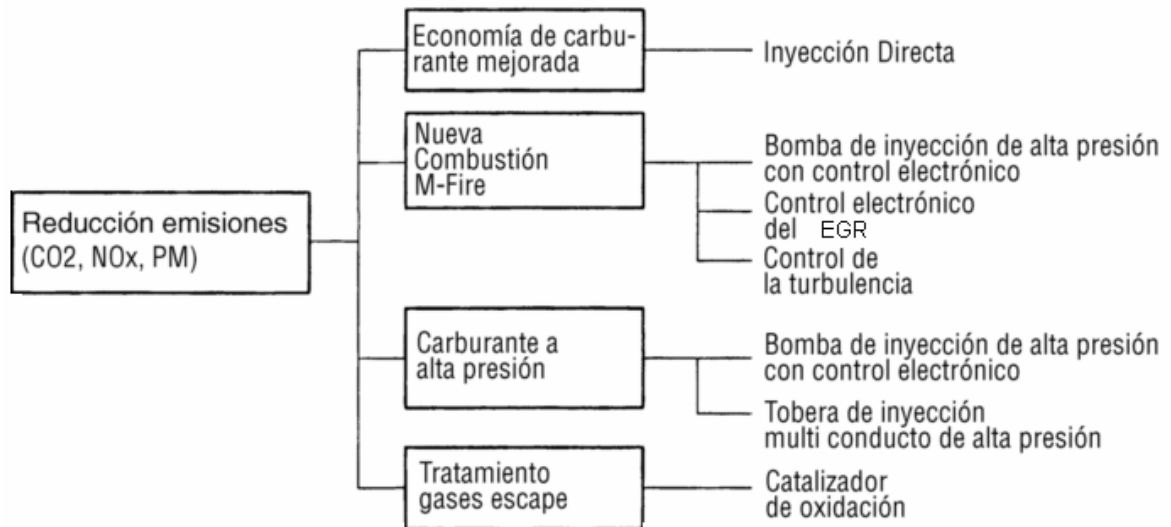 Economía de carbu-
rante mejorada
Inyección Directa
Nueva
Combustión
M-Fire
Bomba de inyección de alta presión
con control electrónico
Control electrónico
del EGR
Control de
la turbulencia
Reducción emisiones
(CO2, NOx, PM)
Carburante a
alta presión
Bomba de inyección de alta presión
con control electrónico
Tobera de inyección
multi conducto de alta presión
Tratamiento
gases escape
Catalizador
de oxidación